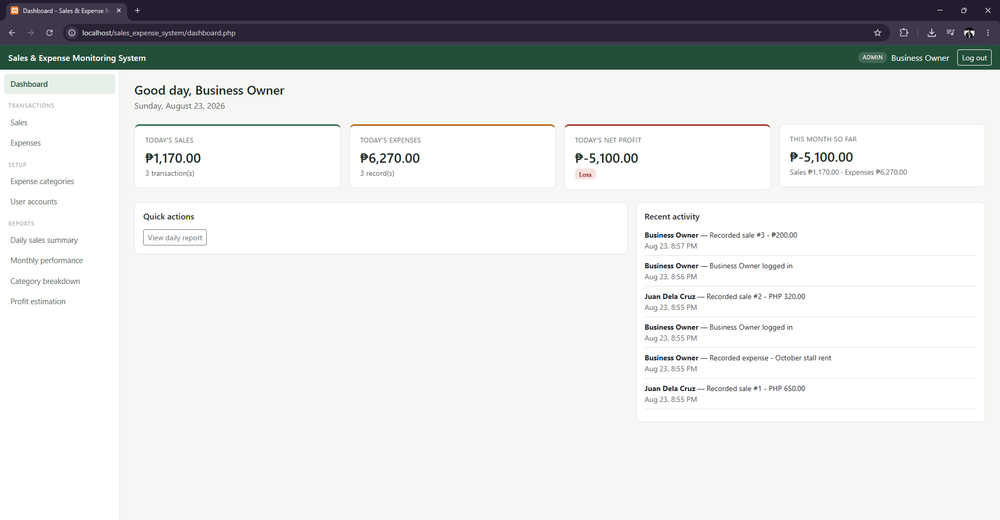 Dashboard - Sales & Expense M
localhost/sales_expense_system/dashboard.php
Sales & Expense Monitoring System
ADMIN
Business Owner
Log out
Dashboard
TRANSACTIONS
Sales
Expenses
SETUP
Expense categories
User accounts
REPORTS
Daily sales summary
Monthly performance
Category breakdown
Profit estimation
Good day, Business Owner
Sunday, August 23, 2026
TODAY'S SALES
₱1,170.00
3 transaction(s)
TODAY'S EXPENSES
₱6,270.00
3 record(s)
TODAY'S NET PROFIT
₱-5,100.00
Loss
THIS MONTH SO FAR
₱-5,100.00
Sales ₱1,170.00 · Expenses ₱6,270.00
Quick actions
View daily report
Recent activity
Business Owner — Recorded sale #3 - ₱200.00
Aug 23, 8:57 PM
Business Owner — Business Owner logged in
Aug 23, 8:56 PM
Juan Dela Cruz — Recorded sale #2 - PHP 320.00
Aug 23, 8:55 PM
Business Owner — Business Owner logged in
Aug 23, 8:55 PM
Business Owner — Recorded expense - October stall rent
Aug 23, 8:55 PM
Juan Dela Cruz — Recorded sale #1 - PHP 650.00
Aug 23, 8:55 PM